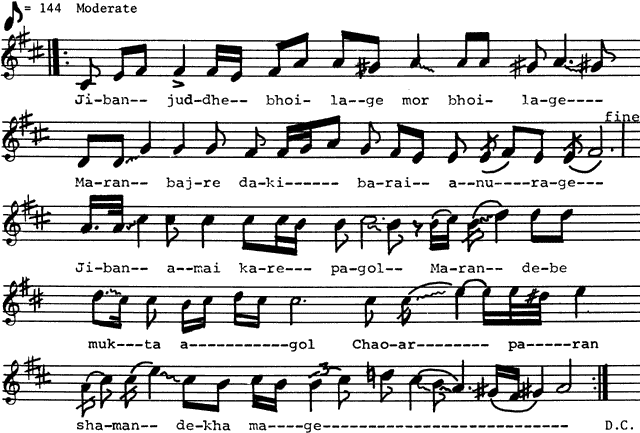 = 144 Moderate
Ji-ban-- jud-dhe-- bhoi- la--ge mor bhoi- la-ge----
fine
Ma-ran-- baj-re da-ki------ ba-rai-- a--nu----ra-ge---
Ji-ban-- a--mai ka-re-- pa-gol-- Ma-ran-- de-be
muk---ta a-----------gol Chao-ar-------- pa-----ran
3
sha-man-- de-kha ma----ge----------------------------
D.C.